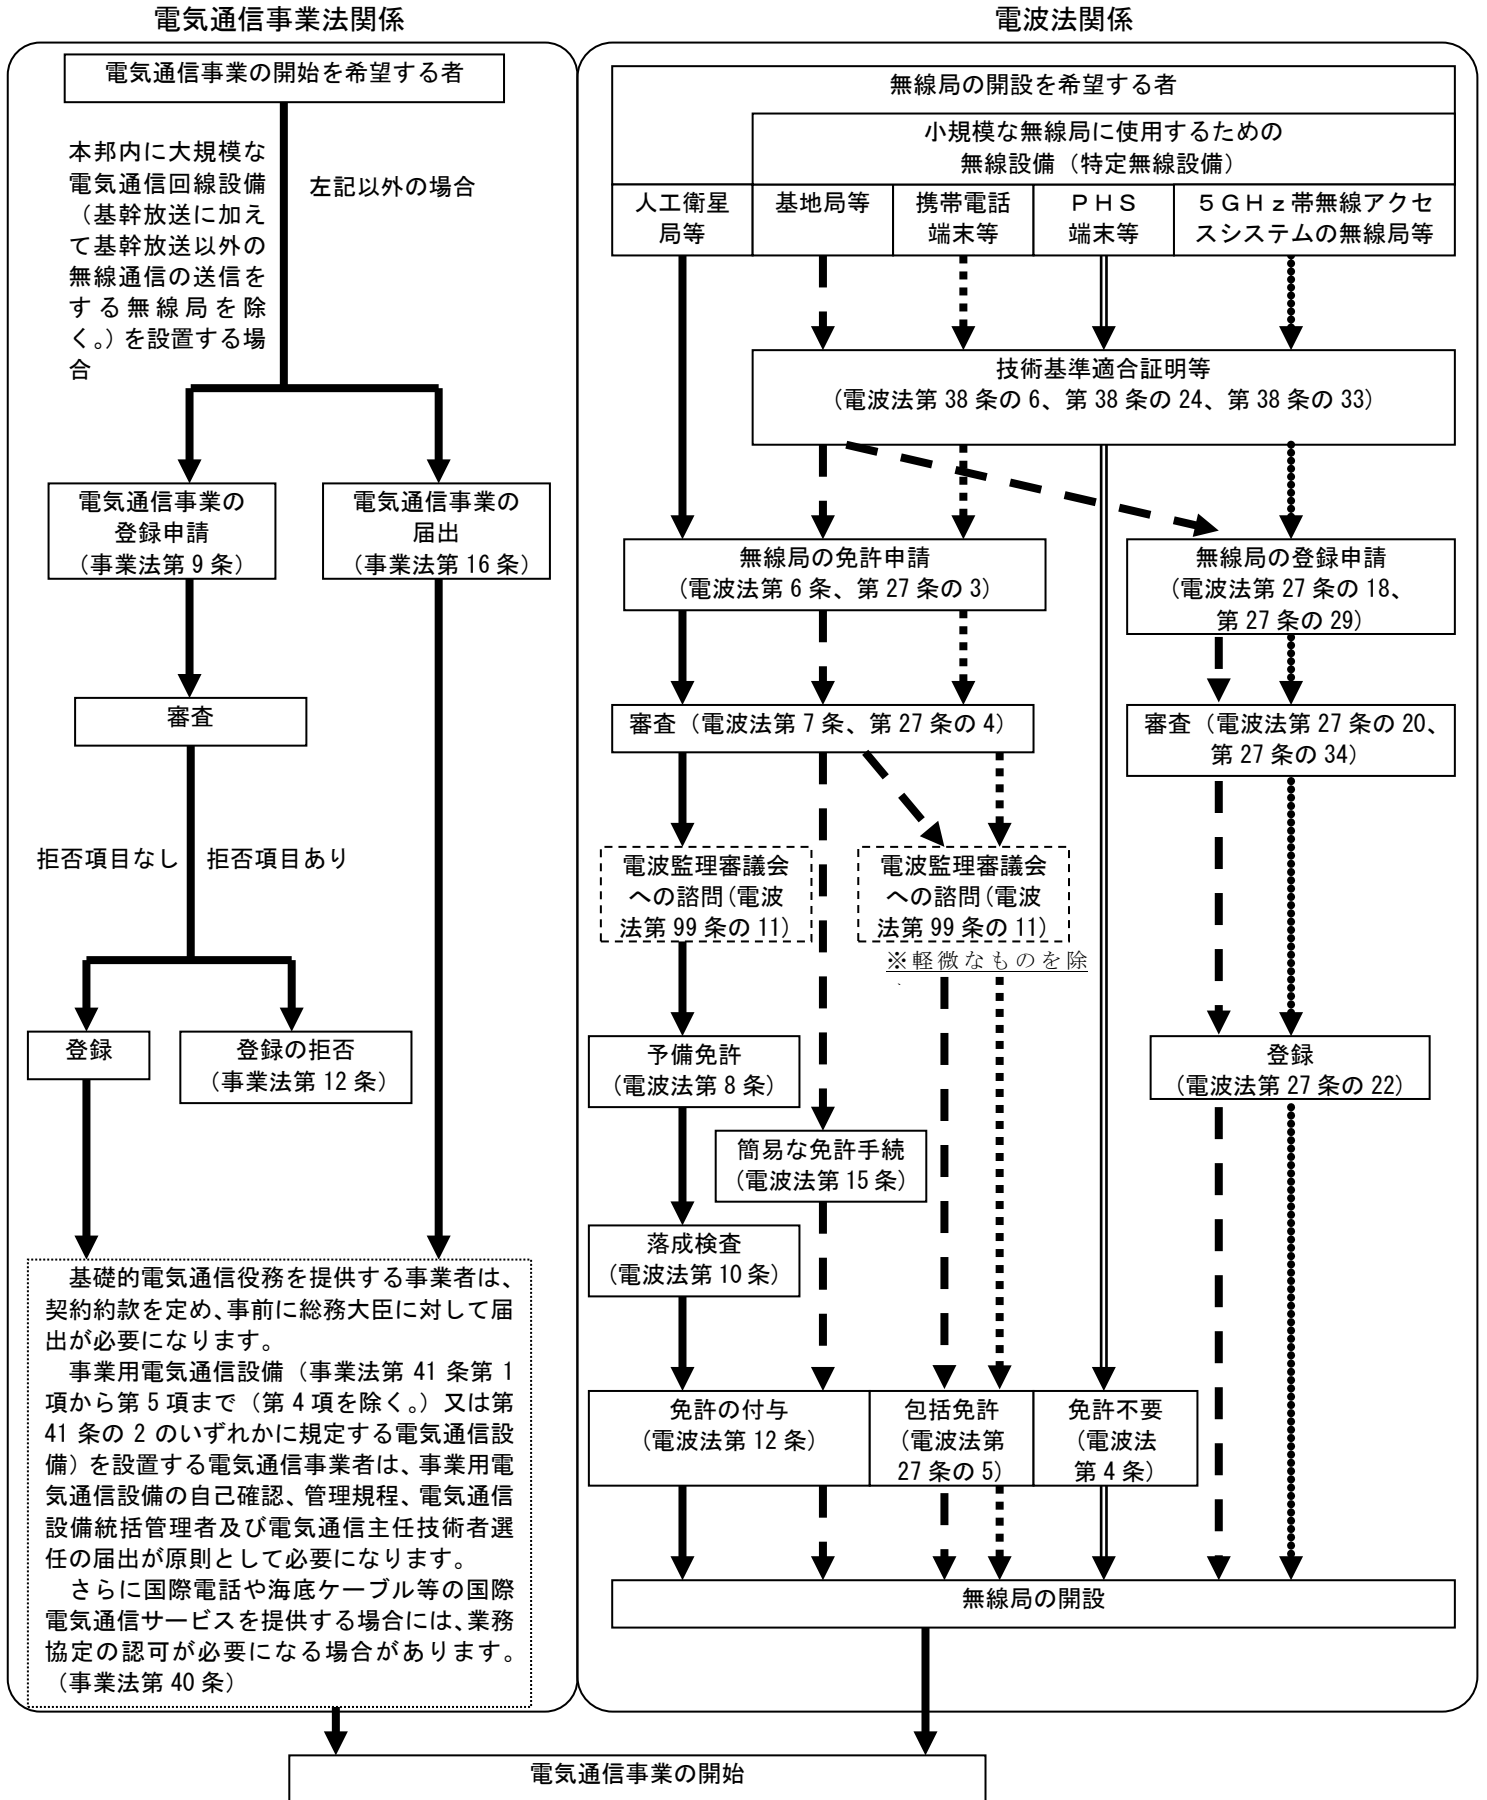 電気通信事業法関係
電気通信事業の開始を希望する者
本邦内に大規模な
電気通信回線設備
（基幹放送に加え
て基幹放送以外の
無線通信の送信を
する無線局を除
く。）を設置する場
合
左記以外の場合
電気通信事業の
登録申請
（事業法第 9 条）
電気通信事業の
届出
（事業法第 16 条）
審査
拒否項目なし
拒否項目あり
登録
登録の拒否
（事業法第 12 条）
基礎的電気通信役務を提供する事業者は、
契約約款を定め、事前に総務大臣に対して届
出が必要になります。
事業用電気通信設備（事業法第 41 条第 1
項から第 5 項まで（第 4 項を除く。）又は第
41 条の 2 のいずれかに規定する電気通信設
備）を設置する電気通信事業者は、事業用電
気通信設備の自己確認、管理規程、電気通信
設備統括管理者及び電気通信主任技術者選
任の届出が原則として必要になります。
さらに国際電話や海底ケーブル等の国際
電気通信サービスを提供する場合には、業務
協定の認可が必要になる場合があります。
（事業法第 40 条）
電波法関係
無線局の開設を希望する者
小規模な無線局に使用するための
無線設備（特定無線設備）
人工衛星
局等
基地局等
携帯電話
端末等
ＰＨＳ
端末等
５ＧＨｚ帯無線アクセ
スシステムの無線局等
技術基準適合証明等
（電波法第 38 条の 6、第 38 条の 24、第 38 条の 33）
無線局の免許申請
（電波法第 6 条、第 27 条の 3）
無線局の登録申請
（電波法第 27 条の 18、
第 27 条の 29）
審査（電波法第 7 条、第 27 条の 4）
審査（電波法第 27 条の 20、
第 27 条の 34）
電波監理審議会
への諮問（電波
法第 99 条の 11）
電波監理審議会
への諮問（電波
法第 99 条の 11）
※軽微なものを除
予備免許
（電波法第 8 条）
登録
（電波法第 27 条の 22）
簡易な免許手続
（電波法第 15 条）
落成検査
（電波法第 10 条）
免許の付与
（電波法第 12 条）
包括免許
（電波法第
27 条の 5）
免許不要
（電波法
第 4 条）
無線局の開設
電気通信事業の開始